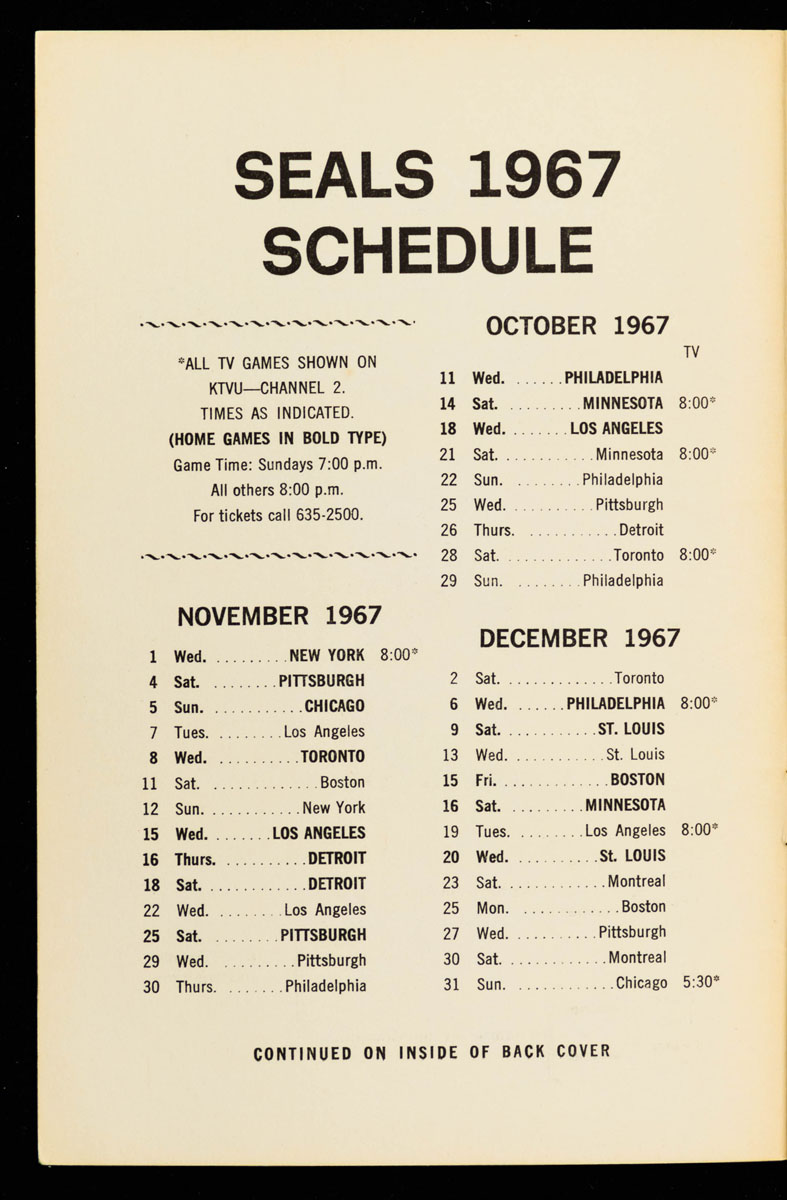 SEALS 1967
SCHEDULE
*ALL TV GAMES SHOWN ON
KTVU—CHANNEL 2.
TIMES AS INDICATED.
(HOME GAMES IN BOLD TYPE)
Game Time: Sundays 7:00 p.m.
All others 8:00 p.m.
For tickets call 635-2500.
OCTOBER 1967
TV
11 Wed. ......PHILADELPHIA
14 Sat. .........MINNESOTA 8:00*
18 Wed. .......LOS ANGELES
21 Sat. ...........Minnesota 8:00*
22 Sun. ........Philadelphia
25 Wed. ..........Pittsburgh
26 Thurs. ...........Detroit
28 Sat. .............Toronto 8:00*
29 Sun. ........Philadelphia
NOVEMBER 1967
1 Wed. .........NEW YORK 8:00*
4 Sat. ........PITTSBURGH
5 Sun. ...........CHICAGO
7 Tues. ........Los Angeles
8 Wed. ..........TORONTO
11 Sat. .............Boston
12 Sun. ...........New York
15 Wed. .......LOS ANGELES
16 Thurs. ..........DETROIT
18 Sat. ............DETROIT
22 Wed. ........Los Angeles
25 Sat. ........PITTSBURGH
29 Wed. .........Pittsburgh
30 Thurs. .......Philadelphia
DECEMBER 1967
2 Sat. .............Toronto
6 Wed. ......PHILADELPHIA 8:00*
9 Sat. ...........ST. LOUIS
13 Wed. ............St. Louis
15 Fri. .............BOSTON
16 Sat. .........MINNESOTA
19 Tues. ........Los Angeles 8:00*
20 Wed. ..........St. LOUIS
23 Sat. ............Montreal
25 Mon. ............Boston
27 Wed. ..........Pittsburgh
30 Sat. ............Montreal
31 Sun. ............Chicago 5:30*
CONTINUED ON INSIDE OF BACK COVER